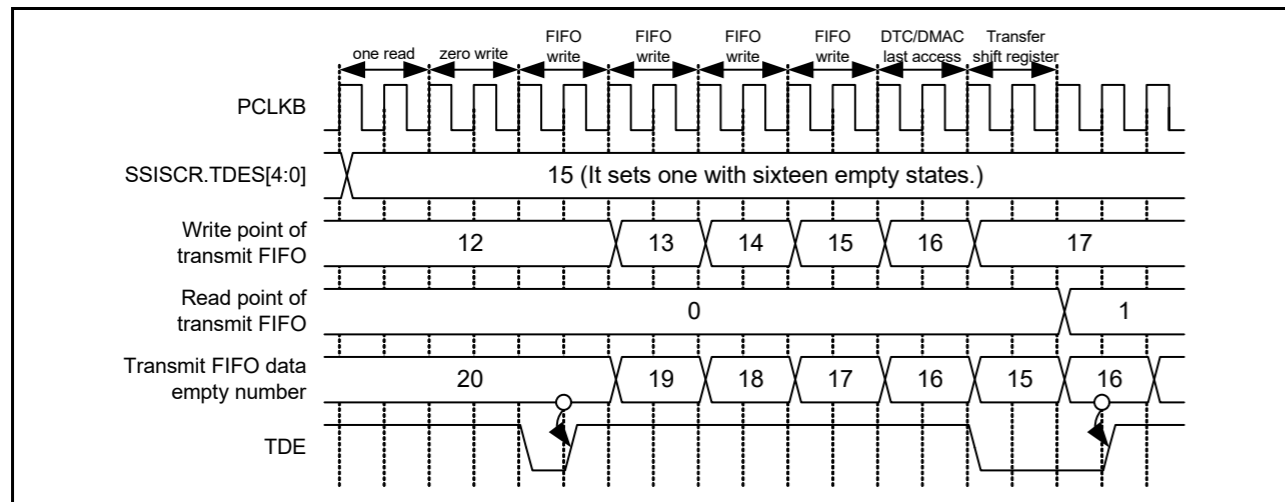 one read
zero write
FIFO
write
FIFO
write
FIFO
write
FIFO
write
DTC/DMAC
last access
Transfer
shift register
PCLKB
SSISCR.TDES[4:0]
15 (It sets one with sixteen empty states.)
Write point of
transmit FIFO
12
13
14
15
16
17
Read point of
transmit FIFO
0
1
Transmit FIFO data
empty number
20
19
18
17
16
15
16
TDE